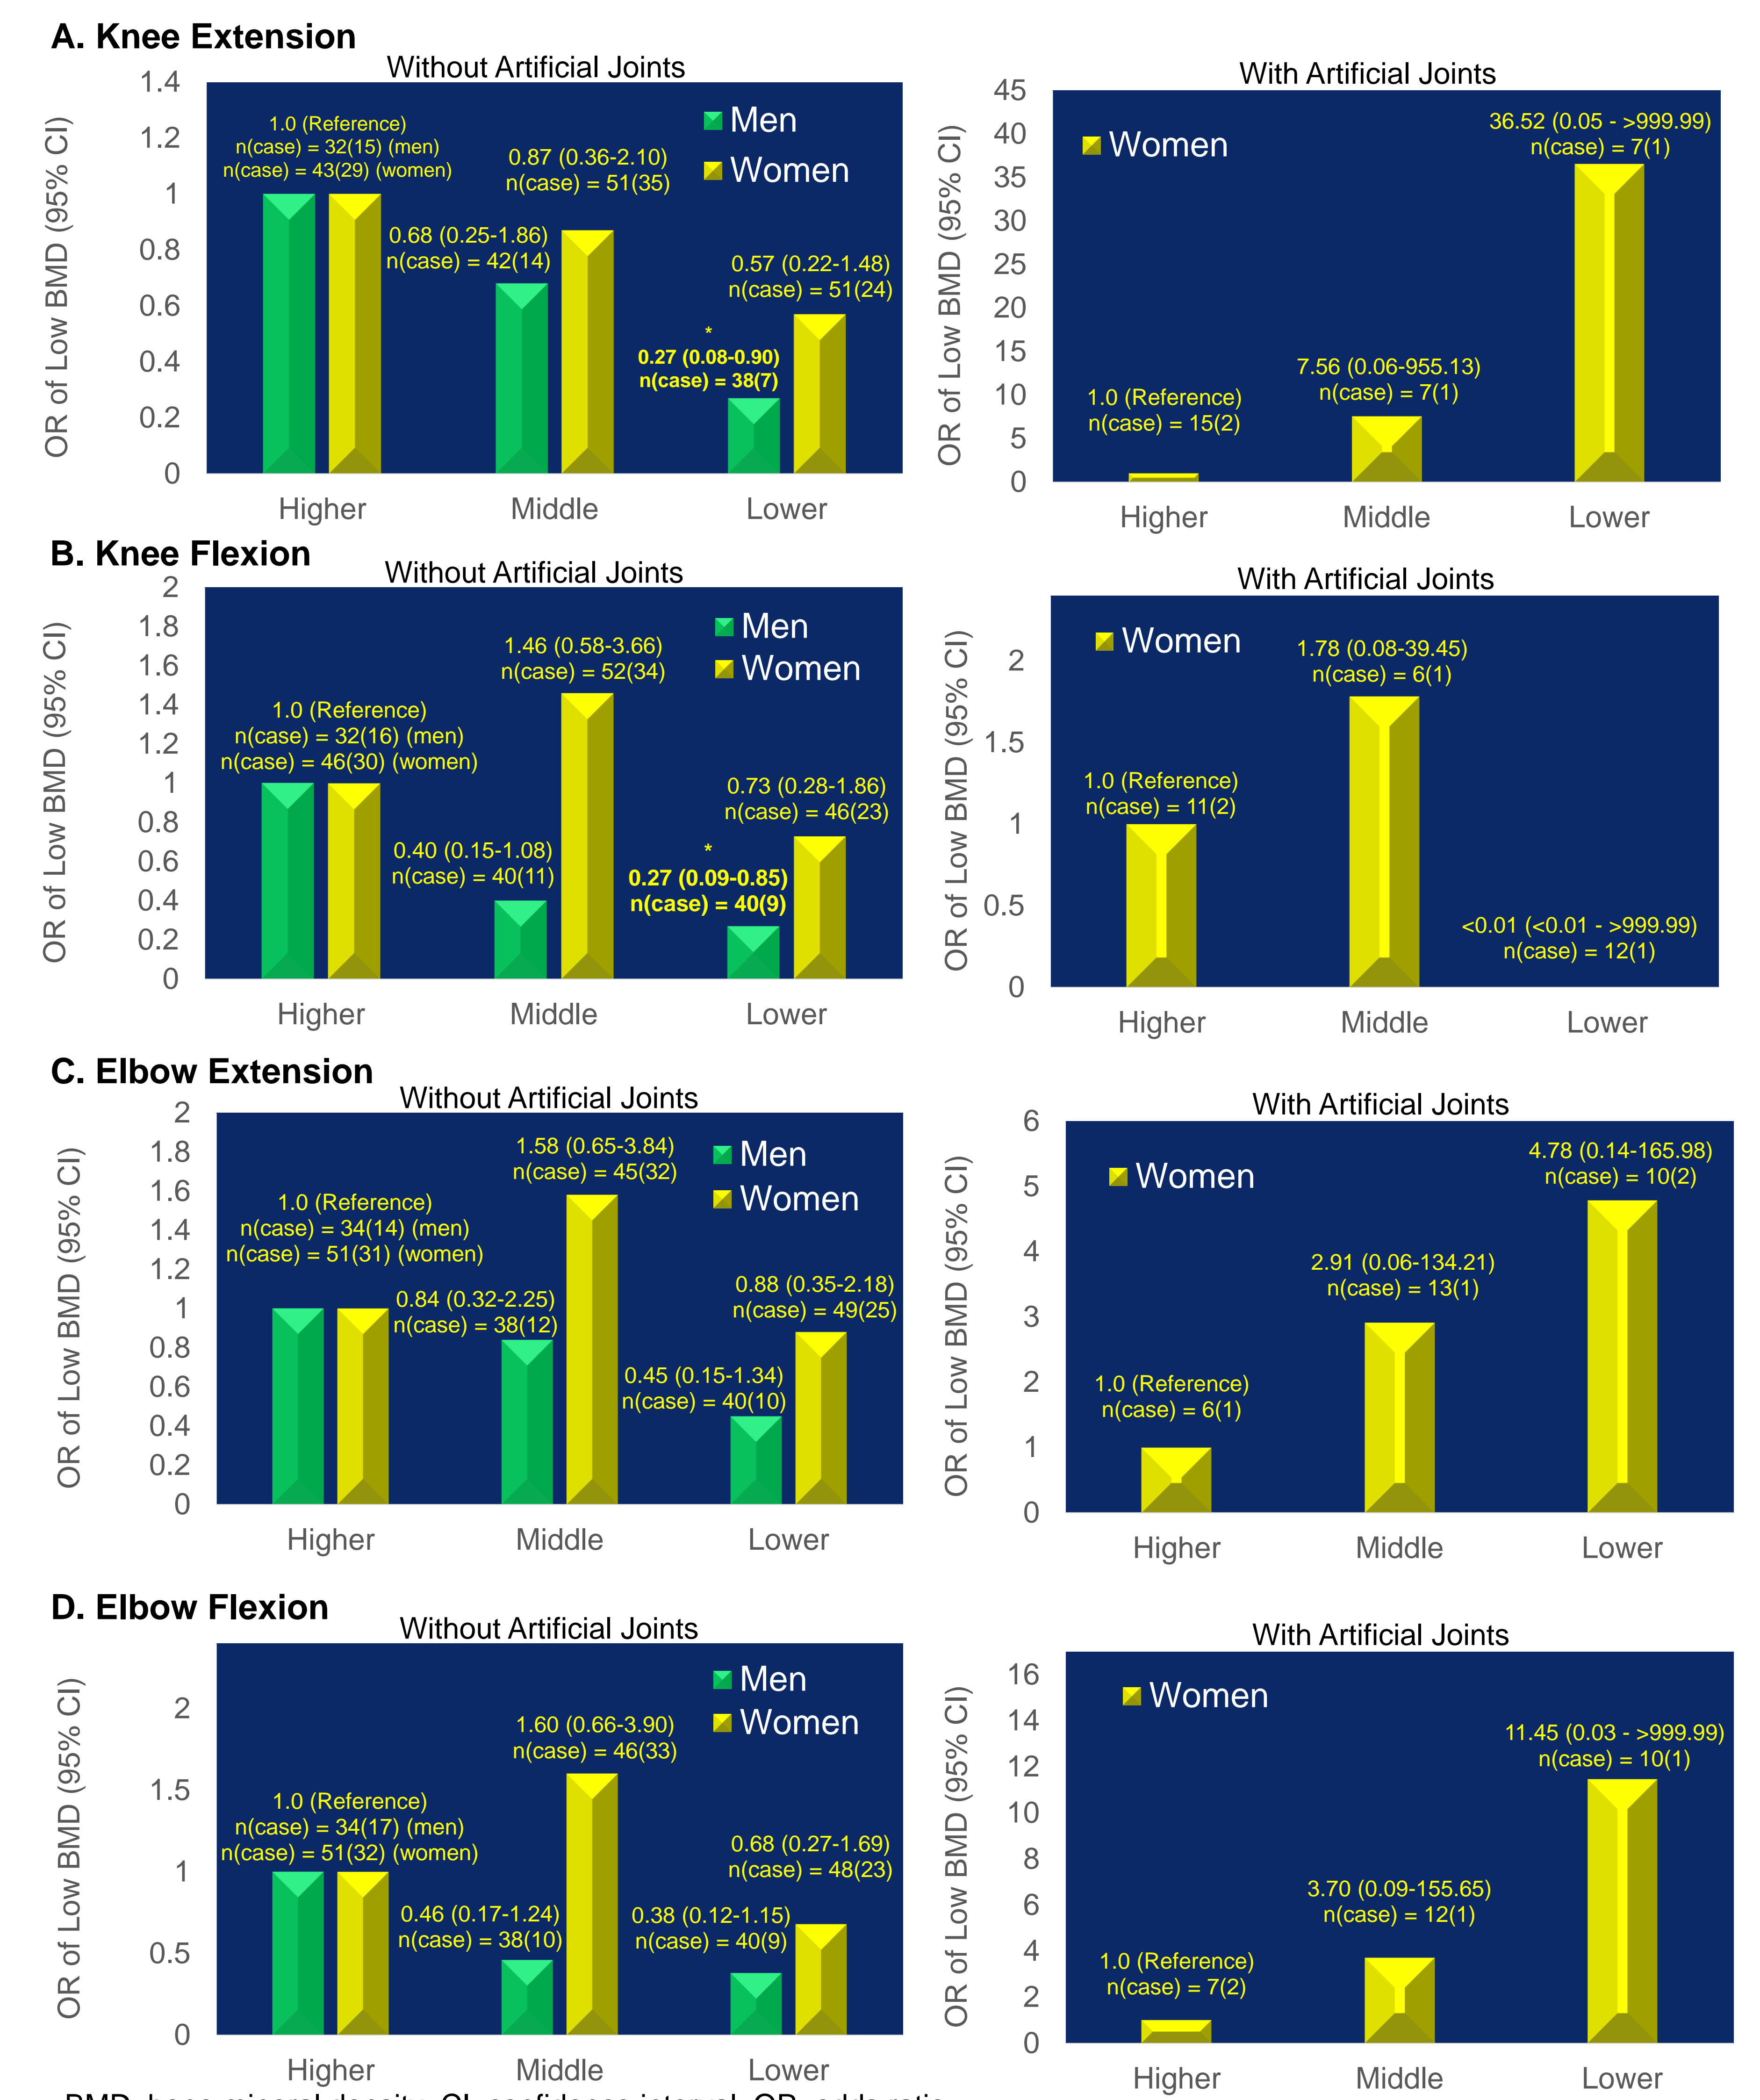 A. Knee Extension
Without Artificial Joints
OR of Low BMD (95% CI)
1.4
1.2
1
0.8
0.6
0.4
0.2
0
1.0 (Reference)
n(case) = 32(15) (men)
n(case) = 43(29) (women)
0.68 (0.25-1.86)
n(case) = 42(14)
0.87 (0.36-2.10)
n(case) = 51(35)
*
0.27 (0.08-0.90)
n(case) = 38(7)
0.57 (0.22-1.48)
n(case) = 51(24)
Men
Women
Higher Middle Lower
With Artificial Joints
OR of Low BMD (95% CI)
45
40
35
30
25
20
15
10
5
0
Women
1.0 (Reference)
n(case) = 15(2)
7.56 (0.06-955.13)
n(case) = 7(1)
36.52 (0.05 - >999.99)
n(case) = 7(1)
Higher Middle Lower
B. Knee Flexion
Without Artificial Joints
OR of Low BMD (95% CI)
2
1.8
1.6
1.4
1.2
1
0.8
0.6
0.4
0.2
0
1.0 (Reference)
n(case) = 32(16) (men)
n(case) = 46(30) (women)
0.40 (0.15-1.08)
n(case) = 40(11)
1.46 (0.58-3.66)
n(case) = 52(34)
*
0.27 (0.09-0.85)
n(case) = 40(9)
0.73 (0.28-1.86)
n(case) = 46(23)
Men
Women
Higher Middle Lower
With Artificial Joints
OR of Low BMD (95% CI)
2
1.5
1
0.5
0
Women
1.0 (Reference)
n(case) = 11(2)
1.78 (0.08-39.45)
n(case) = 6(1)
<0.01 (<0.01 - >999.99)
n(case) = 12(1)
Higher Middle Lower
C. Elbow Extension
Without Artificial Joints
OR of Low BMD (95% CI)
2
1.8
1.6
1.4
1.2
1
0.8
0.6
0.4
0.2
0
1.0 (Reference)
n(case) = 34(14) (men)
n(case) = 51(31) (women)
0.84 (0.32-2.25)
n(case) = 38(12)
1.58 (0.65-3.84)
n(case) = 45(32)
0.45 (0.15-1.34)
n(case) = 40(10)
0.88 (0.35-2.18)
n(case) = 49(25)
Men
Women
Higher Middle Lower
With Artificial Joints
OR of Low BMD (95% CI)
6
5
4
3
2
1
0
Women
1.0 (Reference)
n(case) = 6(1)
2.91 (0.06-134.21)
n(case) = 13(1)
4.78 (0.14-165.98)
n(case) = 10(2)
Higher Middle Lower
D. Elbow Flexion
Without Artificial Joints
OR of Low BMD (95% CI)
2
1.5
1
0.5
0
1.0 (Reference)
n(case) = 34(17) (men)
n(case) = 51(32) (women)
0.46 (0.17-1.24)
n(case) = 38(10)
1.60 (0.66-3.90)
n(case) = 46(33)
0.38 (0.12-1.15)
n(case) = 40(9)
0.68 (0.27-1.69)
n(case) = 48(23)
Men
Women
Higher Middle Lower
With Artificial Joints
OR of Low BMD (95% CI)
16
14
12
10
8
6
4
2
0
Women
1.0 (Reference)
n(case) = 7(2)
3.70 (0.09-155.65)
n(case) = 12(1)
11.45 (0.03 - >999.99)
n(case) = 10(1)
Higher Middle Lower